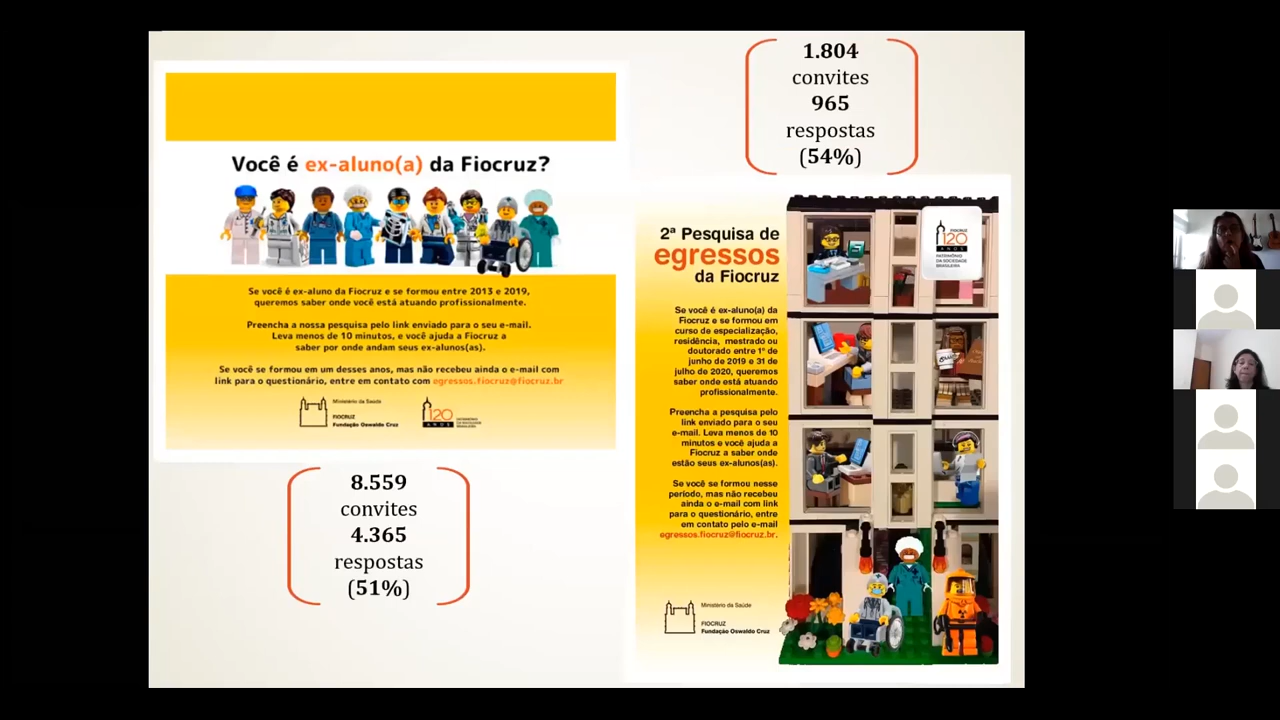 Você é ex-aluno(a) da Fiocruz?
Se você é ex-aluno da Fiocruz e se formou entre 2013 e 2019,
queremos saber onde você está atuando profissionalmente.
Preencha a nossa pesquisa pelo link enviado para o seu e-mail.
Leva menos de 10 minutos, e você ajuda a Fiocruz a
saber por onde andam seus ex-alunos(as).
Se você se formou em um desses anos, mas não recebeu ainda o e-mail com
link para o questionário, entre em contato com egressos.fiocruz@fiocruz.br
Ministério da Saúde
FIOCRUZ
Fundação Oswaldo Cruz
120
ANOS
8.559
convites
4.365
respostas
(51%)
1.804
convites
965
respostas
(54%)
2ª Pesquisa de
egressos
da Fiocruz
Se você é ex-aluno(a) da
Fiocruz e se formou em
curso de especialização,
residência, mestrado ou
doutorado entre 1º de
junho de 2019 e 31 de
julho de 2020, queremos
saber onde está atuando
profissionalmente.
Preencha a pesquisa pelo
link enviado para o seu
e-mail. Leva menos de 10
minutos e você ajuda a
Fiocruz a saber onde
estão seus ex-alunos(as).
Se você se formou nesse
período, mas não recebeu
ainda o e-mail com link
para o questionário, entre
em contato pelo e-mail
egressos.fiocruz@fiocruz.br.
Ministério da Saúde
FIOCRUZ
Fundação Oswaldo Cruz
FIOCRUZ
120
ANOS
PATRIMÔNIO
DA SOCIEDADE
BRASILEIRA